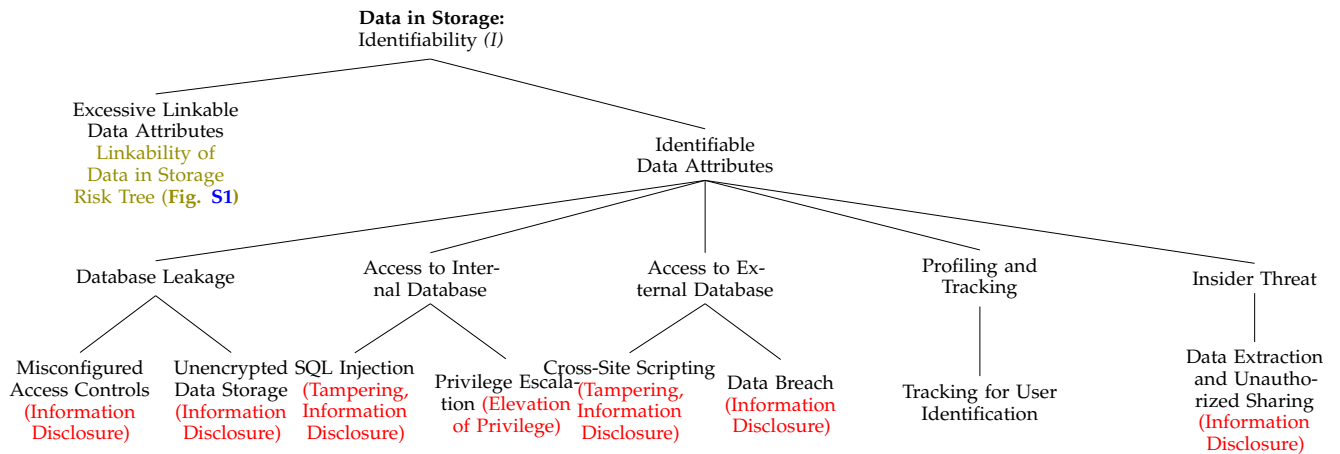 Data in Storage:
Identifiability (I)
Excessive Linkable
Data Attributes
Linkability of
Data in Storage
Risk Tree (Fig. S1)
Identifiable
Data Attributes
Database Leakage
Access to Inter-
nal Database
Access to Ex-
ternal Database
Profiling and
Tracking
Insider Threat
Misconfigured
Access Controls
(Information
Disclosure)
Unencrypted
Data Storage
(Information
Disclosure)
SQL Injection
(Tampering,
Information
Disclosure)
Privilege Escala-
tion (Elevation
of Privilege)
Cross-Site Scripting
(Tampering,
Information
Disclosure)
Data Breach
(Information
Disclosure)
Tracking for User
Identification
Data Extraction
and Unautho-
rized Sharing
(Information
Disclosure)